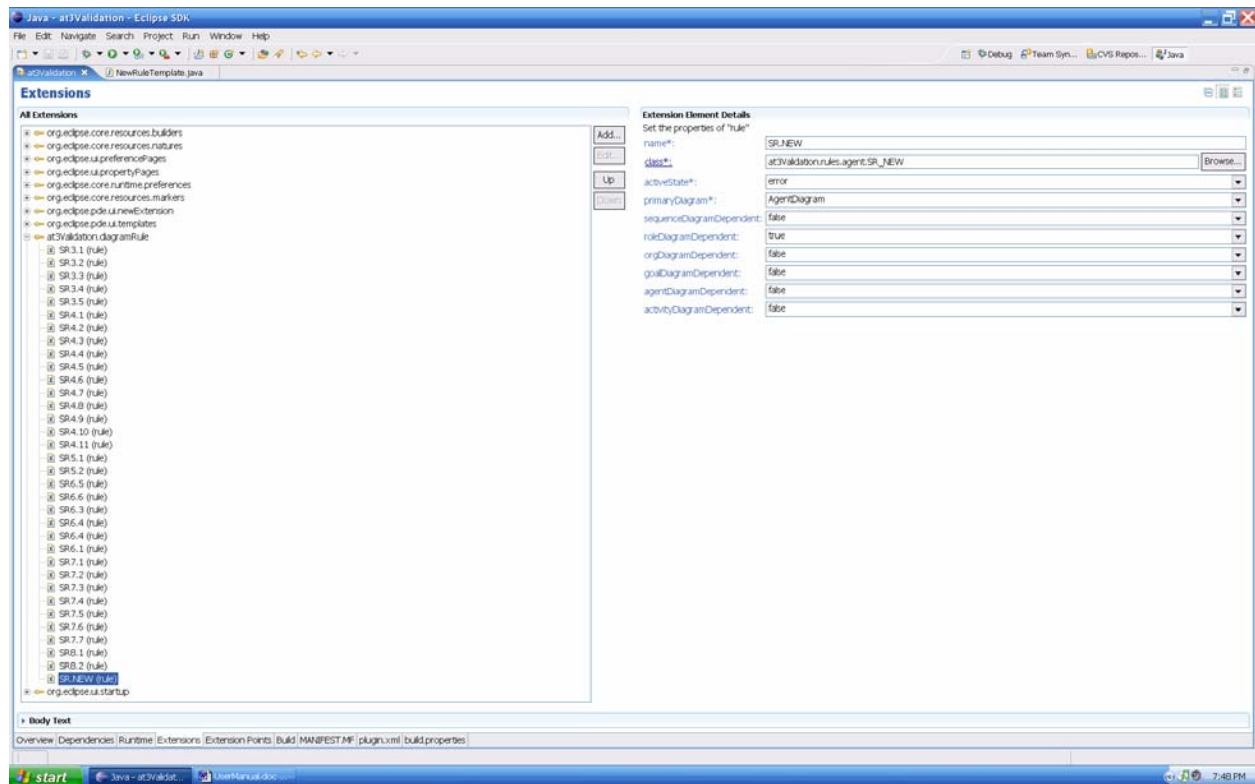 Java - at3Validation - Eclipse SDK
File Edit Navigate Search Project Run Window Help
Debug Team Syn... CVS Repos... Java
at3Validation NewRuleTemplate.java
Extensions
All Extensions
org.eclipse.core.resources.builders
org.eclipse.core.resources.natures
org.eclipse.ui.preferencePages
org.eclipse.ui.propertyPages
org.eclipse.core.runtime.preferences
org.eclipse.core.resources.markers
org.eclipse.pde.ui.newExtension
org.eclipse.pde.ui.templates
at3Validation.diagramRule
SR3.1 (rule)
SR3.2 (rule)
SR3.3 (rule)
SR3.4 (rule)
SR3.5 (rule)
SR4.1 (rule)
SR4.2 (rule)
SR4.3 (rule)
SR4.4 (rule)
SR4.5 (rule)
SR4.6 (rule)
SR4.7 (rule)
SR4.8 (rule)
SR4.9 (rule)
SR4.10 (rule)
SR4.11 (rule)
SR5.1 (rule)
SR5.2 (rule)
SR6.5 (rule)
SR6.6 (rule)
SR6.3 (rule)
SR6.4 (rule)
SR6.4 (rule)
SR6.1 (rule)
SR7.1 (rule)
SR7.2 (rule)
SR7.3 (rule)
SR7.4 (rule)
SR7.5 (rule)
SR7.6 (rule)
SR7.7 (rule)
SR8.1 (rule)
SR8.2 (rule)
SR.NEW (rule)
org.eclipse.ui.startup
Add...
Edit...
Up
Down
Extension Element Details
Set the properties of "rule"
name*: SR.NEW
class*: at3Validation.rules.agent.SR_NEW Browse...
activeState*: error
primaryDiagram*: AgentDiagram
sequenceDiagramDependent: false
roleDiagramDependent: true
orgDiagramDependent: false
goalDiagramDependent: false
agentDiagramDependent: false
activityDiagramDependent: false
Body Text
Overview Dependencies Runtime Extensions Extension Points Build MANIFEST.MF plugin.xml build.properties
start Java - at3Validat... UserManual.doc 7:48 PM